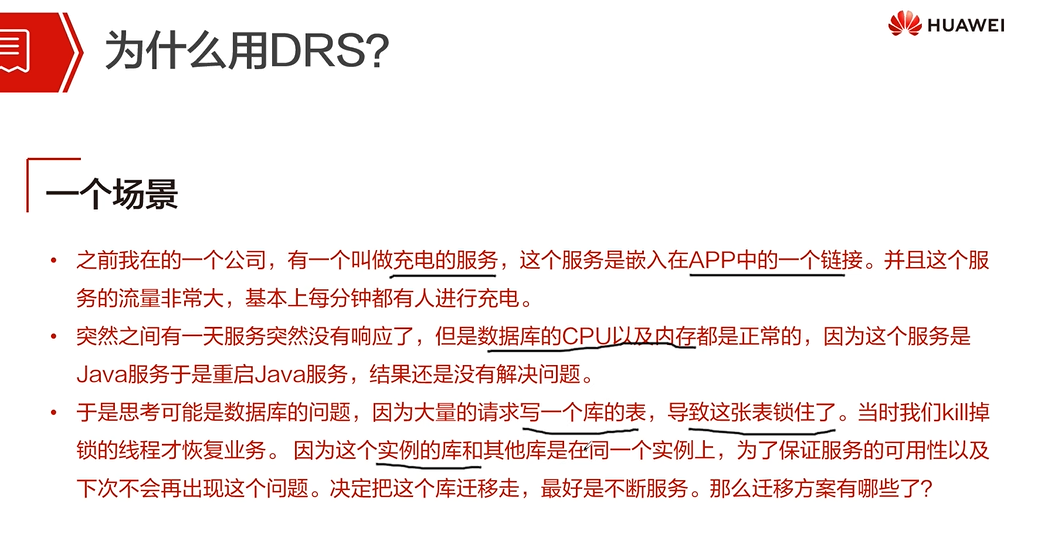 为什么用DRS?
HUAWEI
一个场景
• 之前我在的一个公司，有一个叫做充电的服务，这个服务是嵌入在APP中的一个链接。并且这个服
务的流量非常大，基本上每分钟都有人进行充电。
• 突然之间有一天服务突然没有响应了，但是数据库的CPU以及内存都是正常的，因为这个服务是
Java服务于是重启Java服务，结果还是没有解决问题。
• 于是思考可能是数据库的问题，因为大量的请求写一个库的表，导致这张表锁住了。当时我们kill掉
锁的线程才恢复业务。 因为这个实例的库和其他库是在同一个实例上，为了保证服务的可用性以及
下次不会再出现这个问题。决定把这个库迁移走，最好是不断服务。那么迁移方案有哪些了?